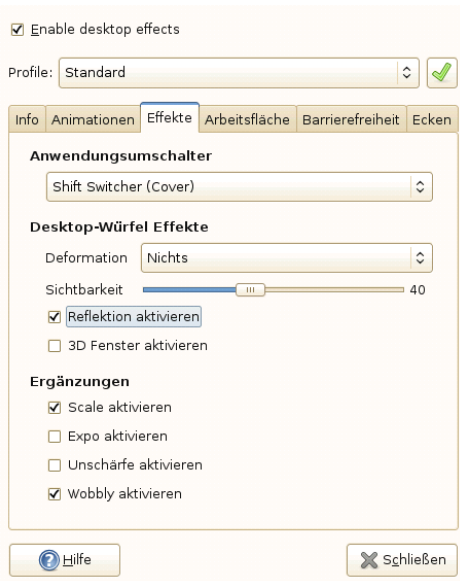 Enable desktop effects
Profile: Standard
Info Animationen Effekte Arbeitsfläche Barrierefreiheit Ecken
Anwendungsumschalter
Shift Switcher (Cover)
Desktop-Würfel Effekte
Deformation Nichts
Sichtbarkeit 40
Reflektion aktivieren
3D Fenster aktivieren
Ergänzungen
Scale aktivieren
Expo aktivieren
Unschärfe aktivieren
Wobbly aktivieren
Hilfe Schließen